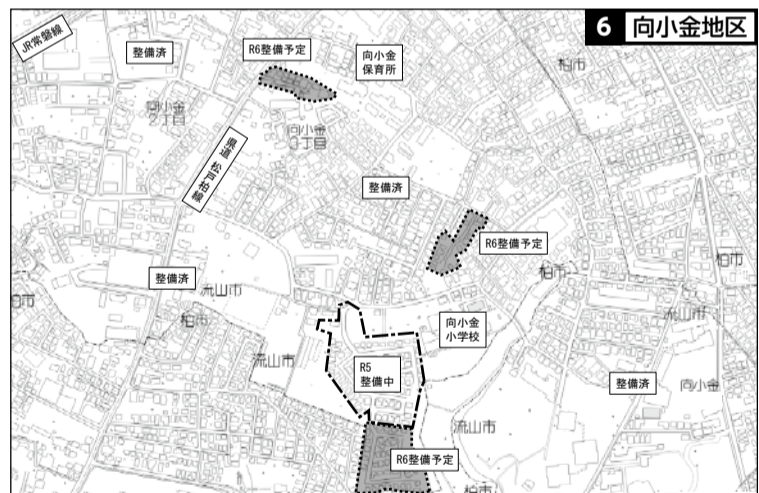 6 向小金地区
JR常磐線
整備済
R6整備予定
向小金
保育所
柏市
向小金
2丁目
向小金
3丁目
県道 松戸柏線
整備済
R6整備予定
整備済
流山市
柏市
柏市
柏市
柏市
流山市
向小金
小学校
流山市
R5
整備中
整備済
向小金
流山市
R6整備予定
柏市